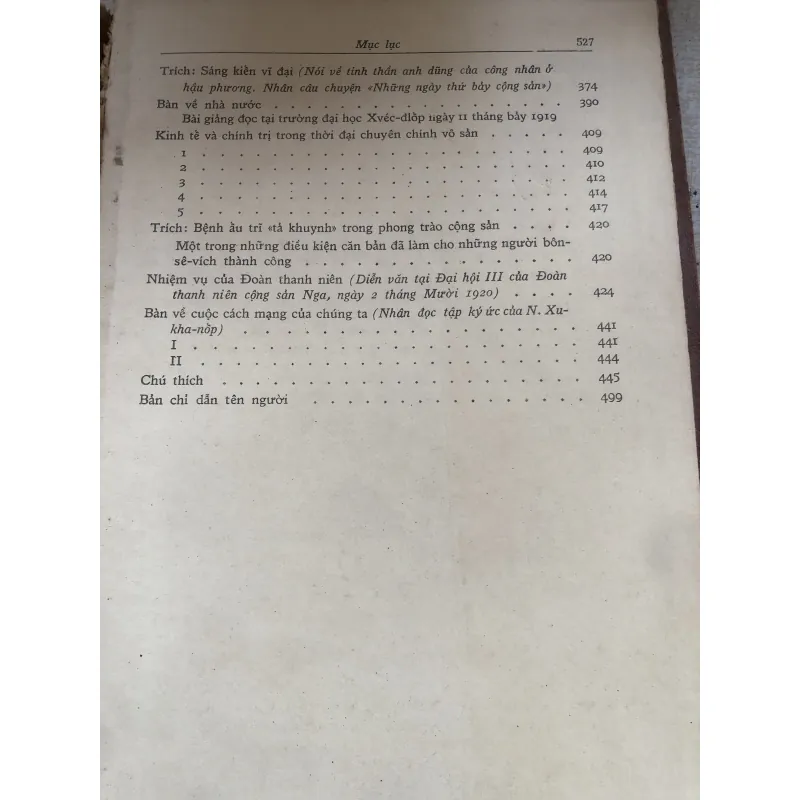 Mục lục 527
Trích: Sáng kiến vĩ đại (Nói về tinh thần anh dũng của công nhân ở
hậu phương. Nhân câu chuyện «Những ngày thứ bảy cộng sản») 374
Bàn về nhà nước . . . . . . . . . . . . . . . . . . . . 390
Bài giảng đọc tại trường đại học Xvéc-dlốp ngày 11 tháng bảy 1919
Kinh tế và chính trị trong thời đại chuyên chính vô sản . . . . . 409
1 . . . . . . . . . . . . . . . . . . . . 409
2 . . . . . . . . . . . . . . . . . . . . 410
3 . . . . . . . . . . . . . . . . . . . . 412
4 . . . . . . . . . . . . . . . . . . . . 414
5 . . . . . . . . . . . . . . . . . . . . 417
Trích: Bệnh ấu trĩ «tả khuynh» trong phong trào cộng sản . . . . 420
Một trong những điều kiện căn bản đã làm cho những người bôn-
sê-vích thành công . . . . . . . . . . . . . . . 420
Nhiệm vụ của Đoàn thanh niên (Diễn văn tại Đại hội III của Đoàn
thanh niên cộng sản Nga, ngày 2 tháng Mười 1920) . . . . 424
Bàn về cuộc cách mạng của chúng ta (Nhân đọc tập ký ức của N. Xu-
kha-nốp) . . . . . . . . . . . . . . . . . . . 441
I . . . . . . . . . . . . . . . . . . . . 441
II . . . . . . . . . . . . . . . . . . . . 444
Chú thích . . . . . . . . . . . . . . . . . . . . 445
Bản chỉ dẫn tên người . . . . . . . . . . . . . . . 499